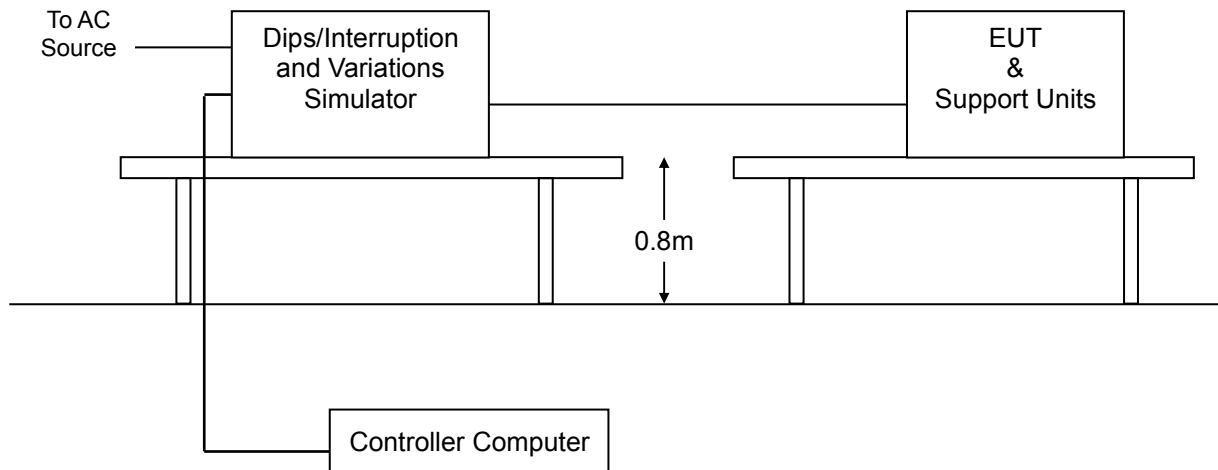 To AC
Source
Dips/Interruption
and Variations
Simulator
EUT
&
Support Units
0.8m
Controller Computer